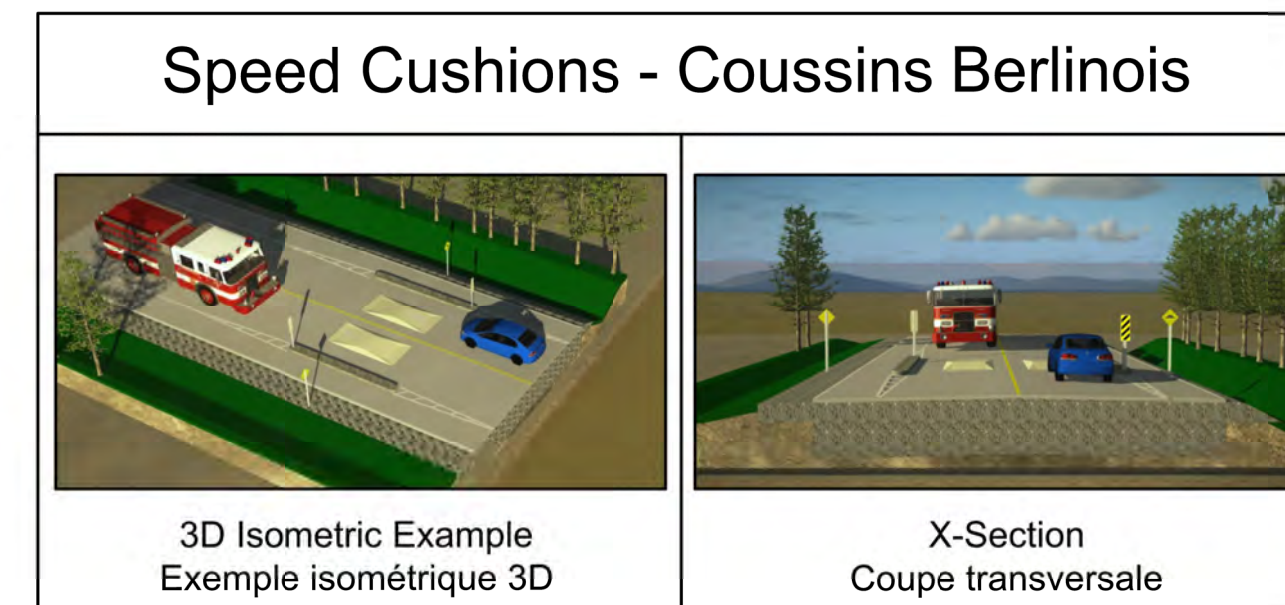 Speed Cushions - Coussins Berlinois
3D Isometric Example
Exemple isométrique 3D
X-Section
Coupe transversale